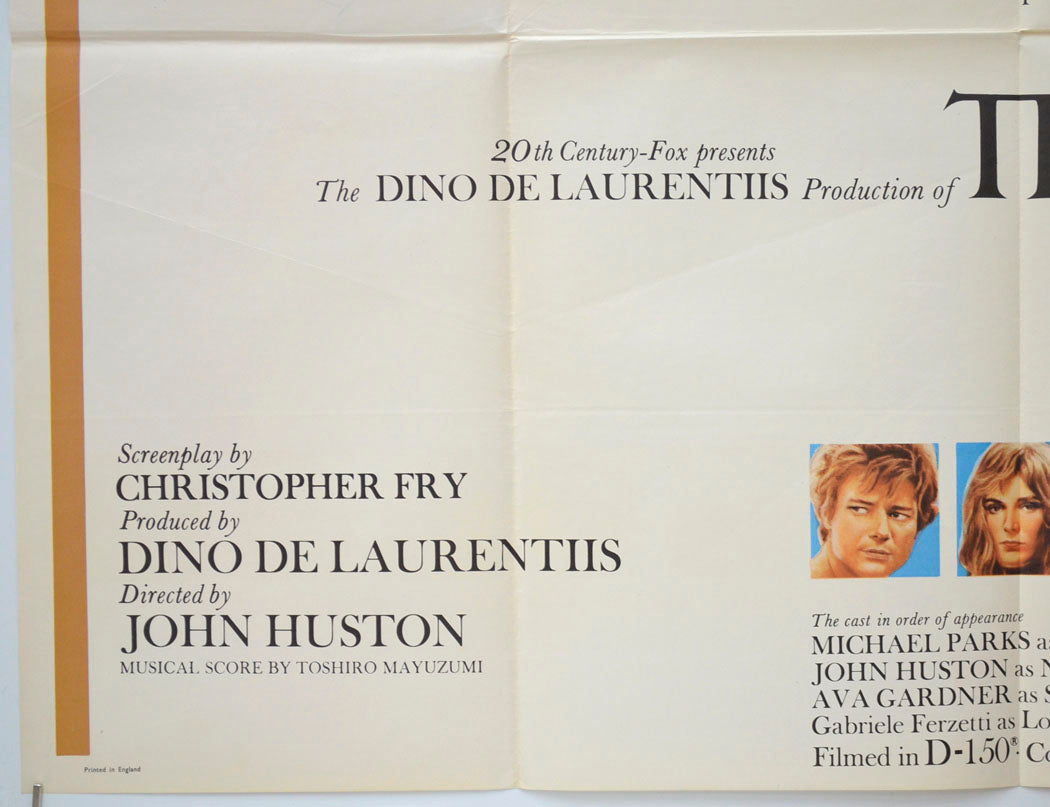 20th Century-Fox presents
The DINO DE LAURENTIIS Production of
Screenplay by
CHRISTOPHER FRY
Produced by
DINO DE LAURENTIIS
Directed by
JOHN HUSTON
MUSICAL SCORE BY TOSHIRO MAYUZUMI
The cast in order of appearance
MICHAEL PARKS
JOHN HUSTON as
AVA GARDNER as
Gabriele Ferzetti as
Filmed in D-150®.
Printed in England